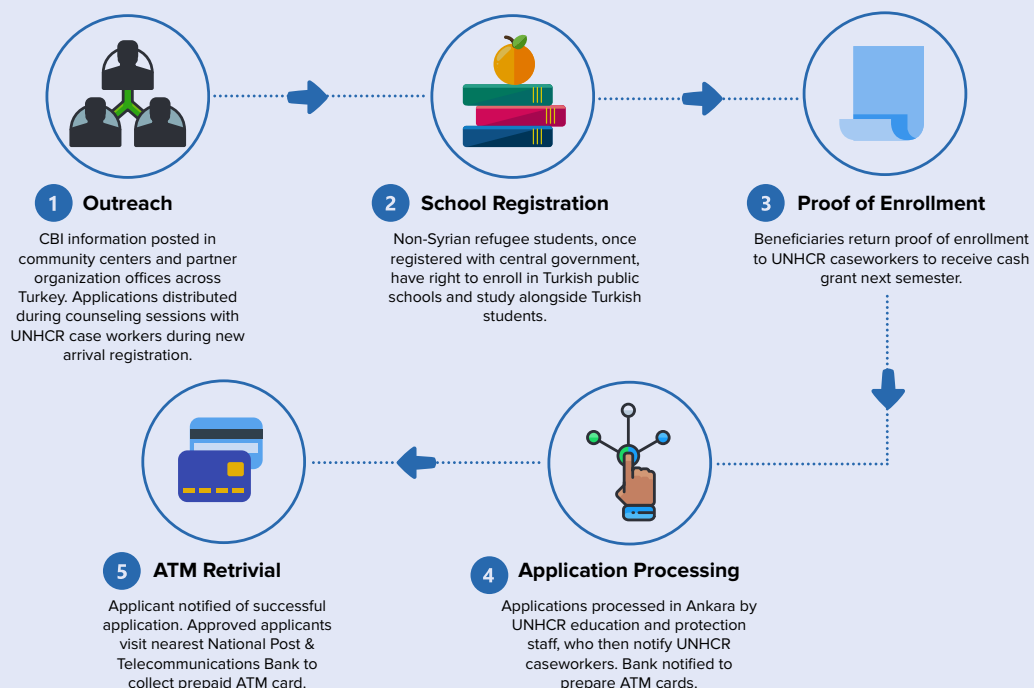 1 Outreach
CBI information posted in
community centers and partner
organization offices across
Turkey. Applications distributed
during counseling sessions with
UNHCR case workers during new
arrival registration.
2 School Registration
Non-Syrian refugee students, once
registered with central government,
have right to enroll in Turkish public
schools and study alongside Turkish
students.
3 Proof of Enrollment
Beneficiaries return proof of enrollment
to UNHCR caseworkers to receive cash
grant next semester.
4 Application Processing
Applications processed in Ankara by
UNHCR education and protection
staff, who then notify UNHCR
caseworkers. Bank notified to
prepare ATM cards.
5 ATM Retrivial
Applicant notified of successful
application. Approved applicants
visit nearest National Post &
Telecommunications Bank to
collect prepaid ATM card.